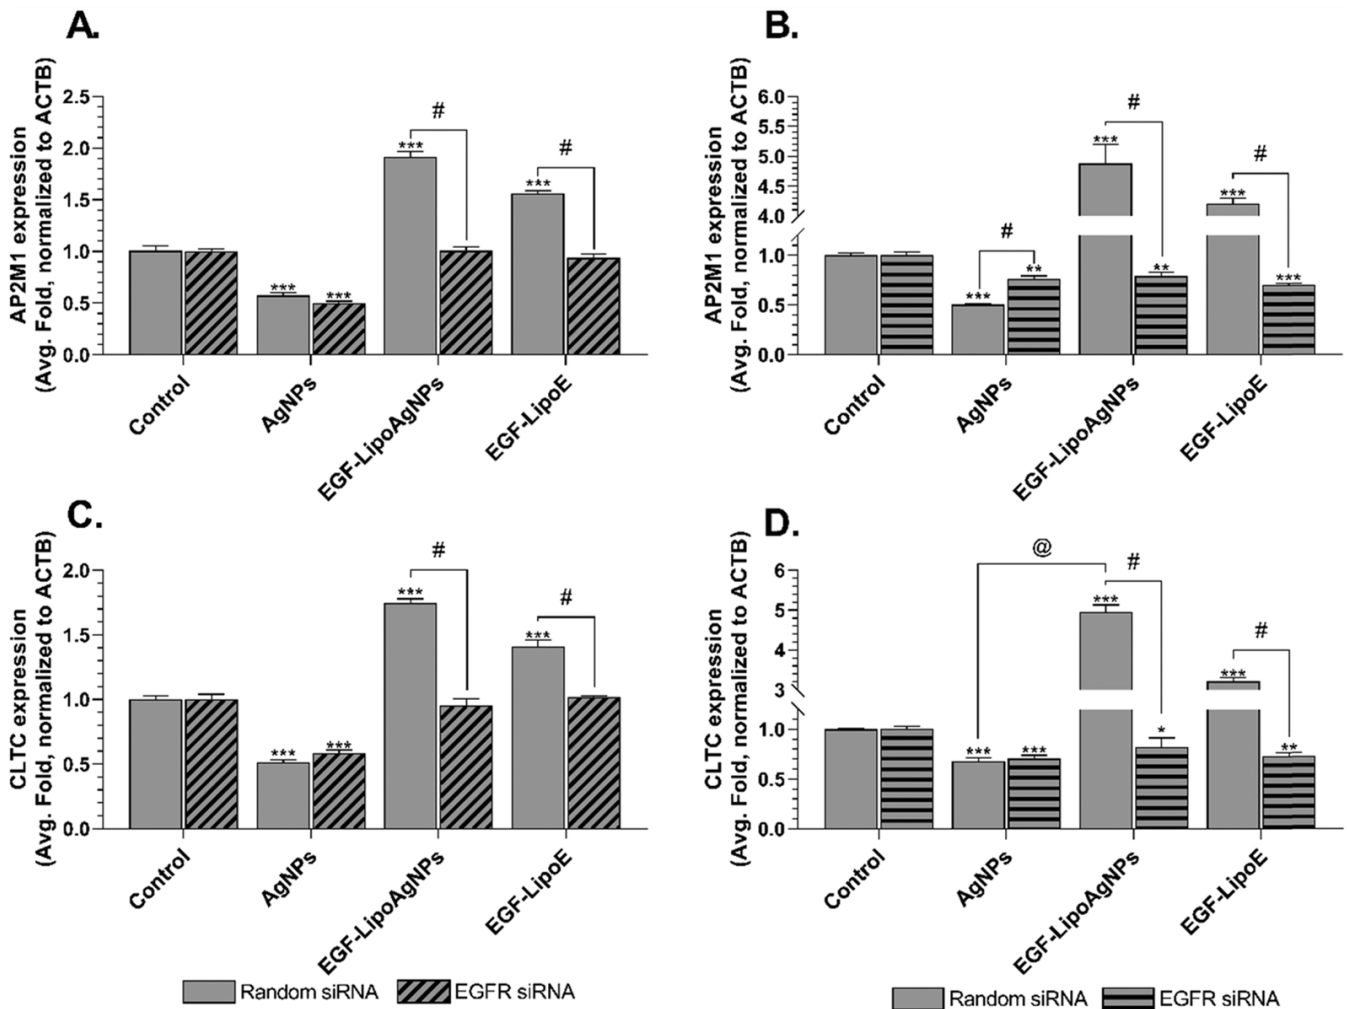 A.
AP2M1 expression
(Avg. Fold, normalized to ACTB)
2.5
2.0
1.5
1.0
0.5
0.0
#
***
#
***
***
***
Control
AgNPs
EGF-LipoAgNPs
EGF-LipoE
B.
AP2M1 expression
(Avg. Fold, normalized to ACTB)
6.0
5.5
5.0
4.5
4.0
1.0
0.5
0.0
#
***
#
***
#
**
***
**
***
Control
AgNPs
EGF-LipoAgNPs
EGF-LipoE
C.
CLTC expression
(Avg. Fold, normalized to ACTB)
2.0
1.5
1.0
0.5
0.0
#
***
#
***
***
***
Control
AgNPs
EGF-LipoAgNPs
EGF-LipoE
Random siRNA
EGFR siRNA
D.
CLTC expression
(Avg. Fold, normalized to ACTB)
6
5
4
3
1.0
0.5
0.0
@
#
***
#
***
***
***
*
**
Control
AgNPs
EGF-LipoAgNPs
EGF-LipoE
Random siRNA
EGFR siRNA